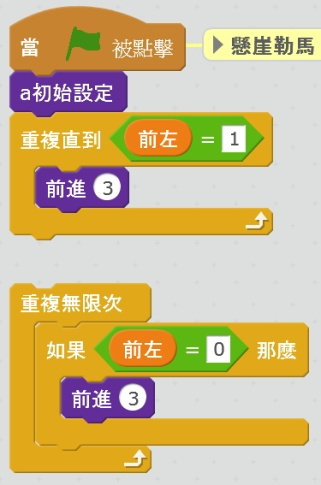 當 被點擊 懸崖勒馬
a初始設定
重複直到 前左 = 1
前進 3
重複無限次
如果 前左 = 0 那麼
前進 3